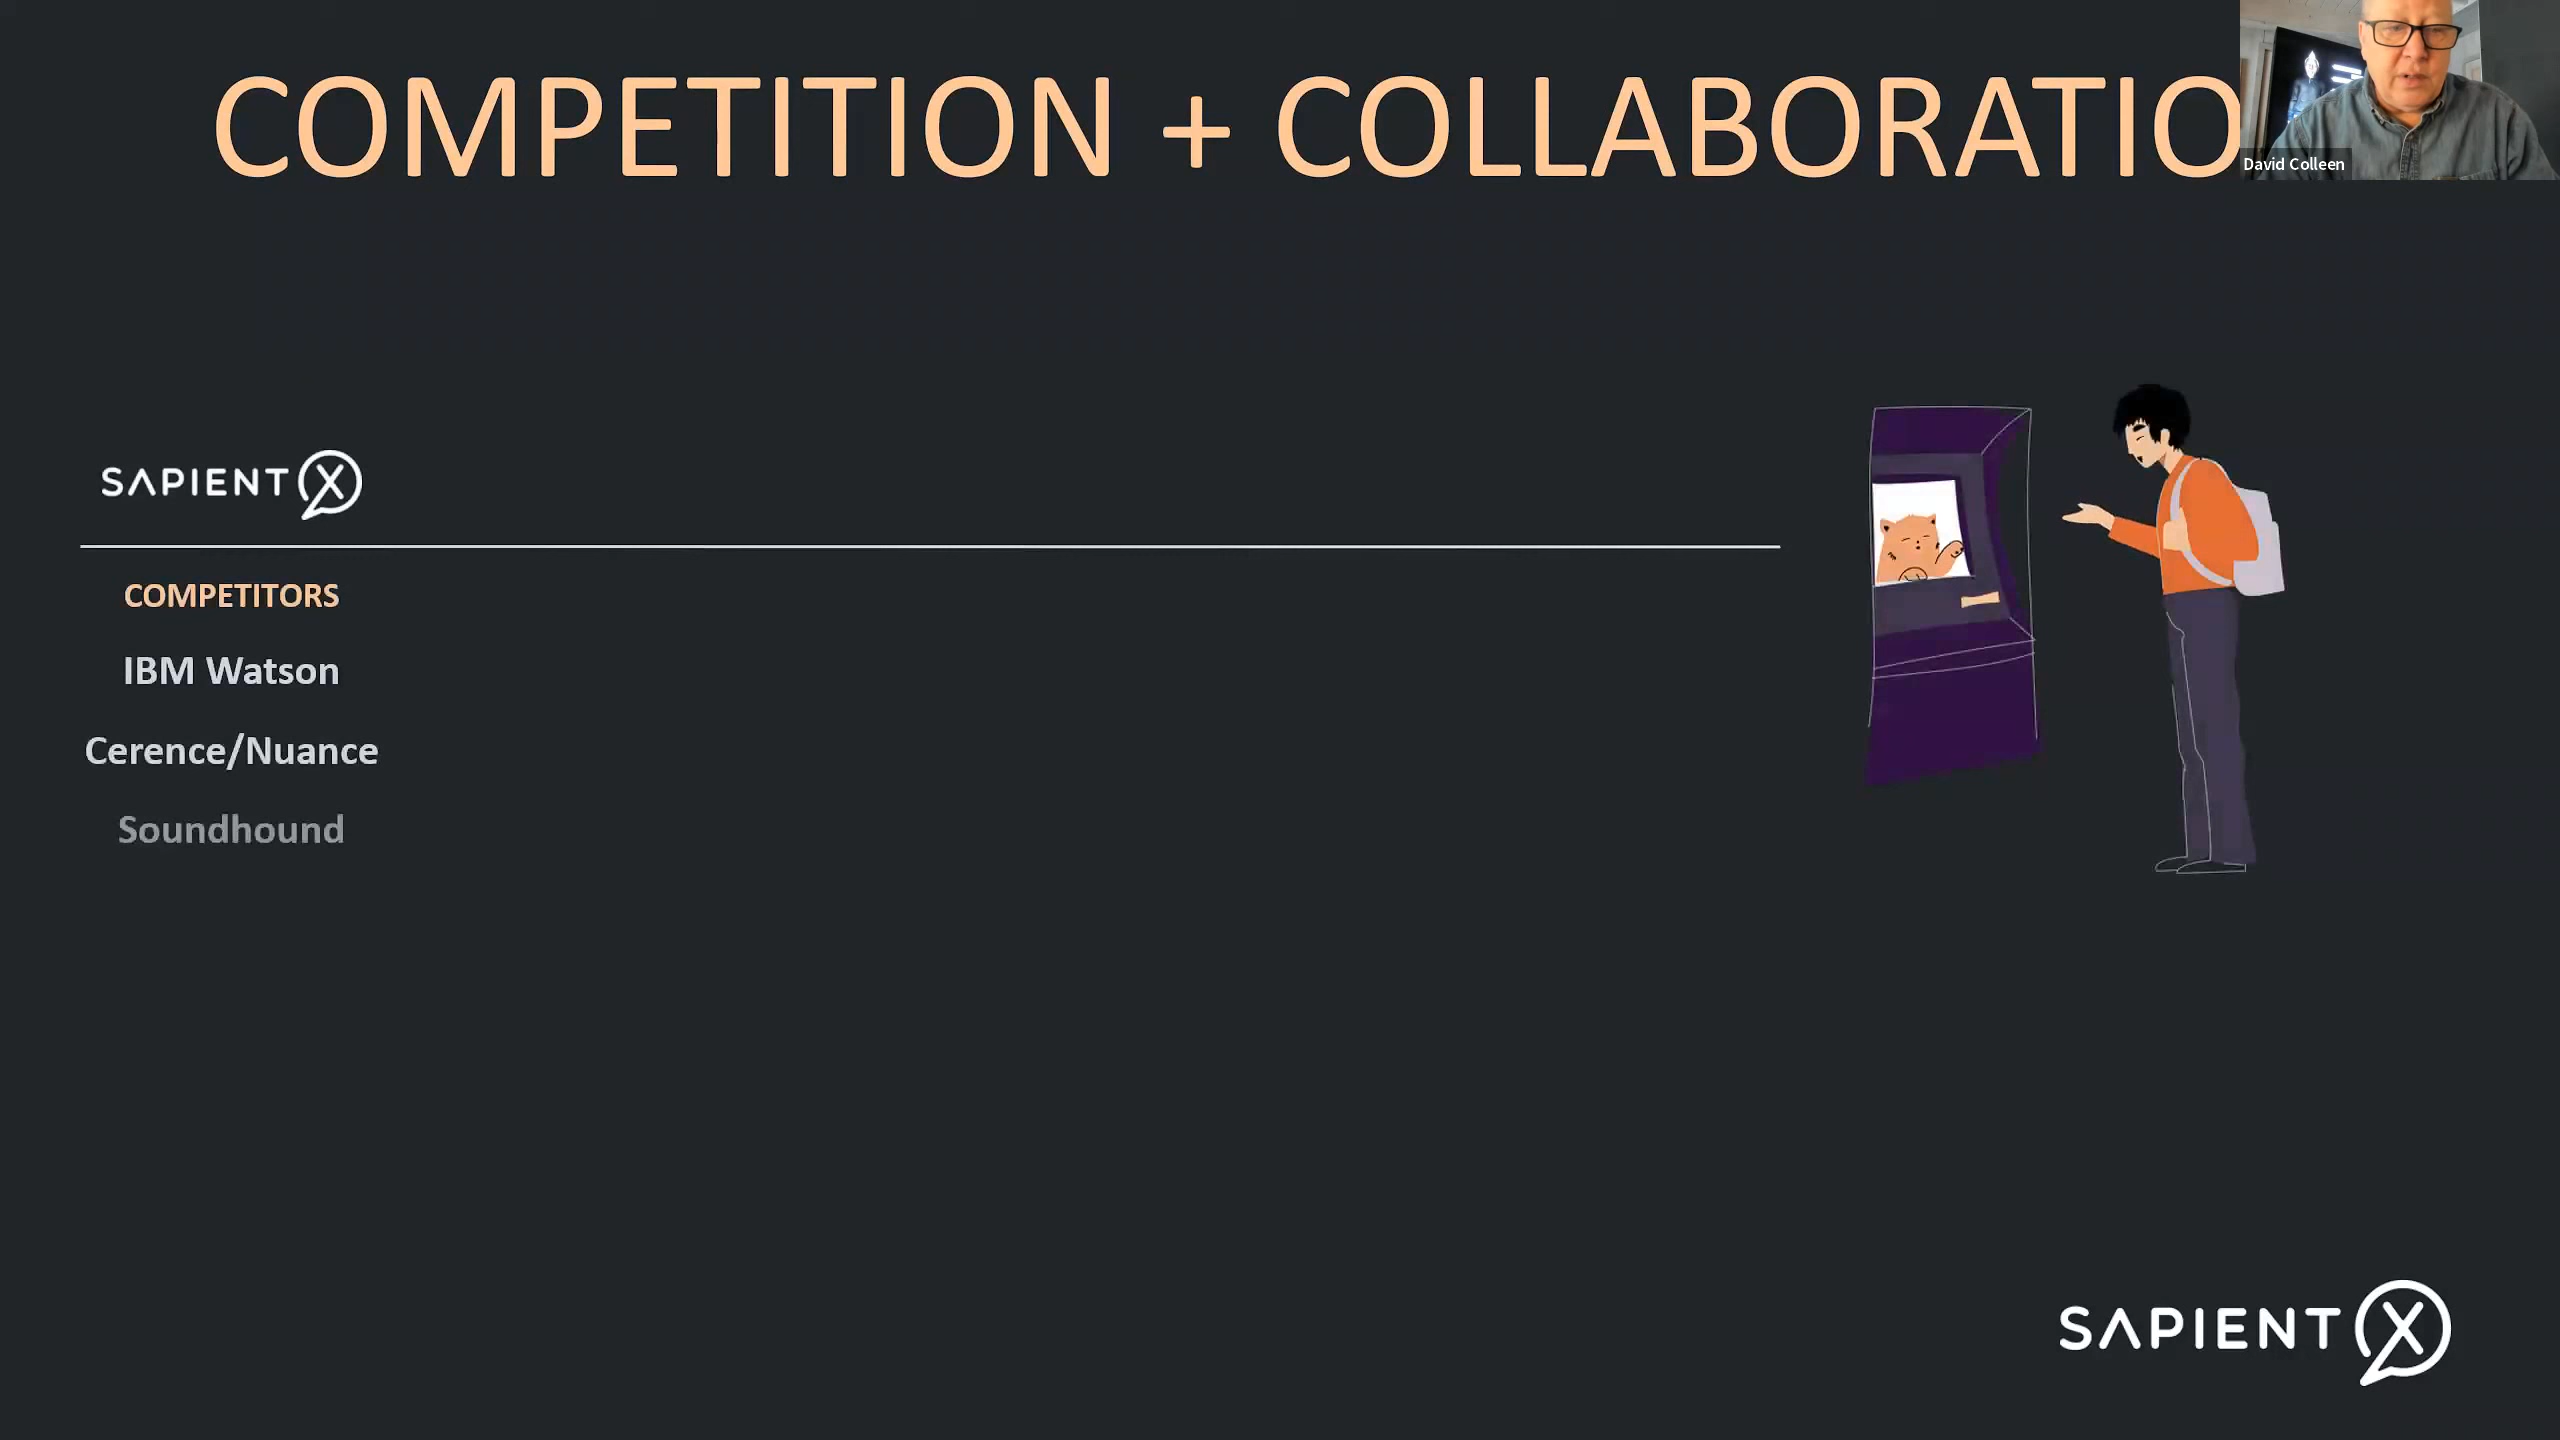 COMPETITION + COLLABORATIO
David Colleen
SAPIENT X
COMPETITORS
IBM Watson
Cerence/Nuance
Soundhound
SAPIENT X